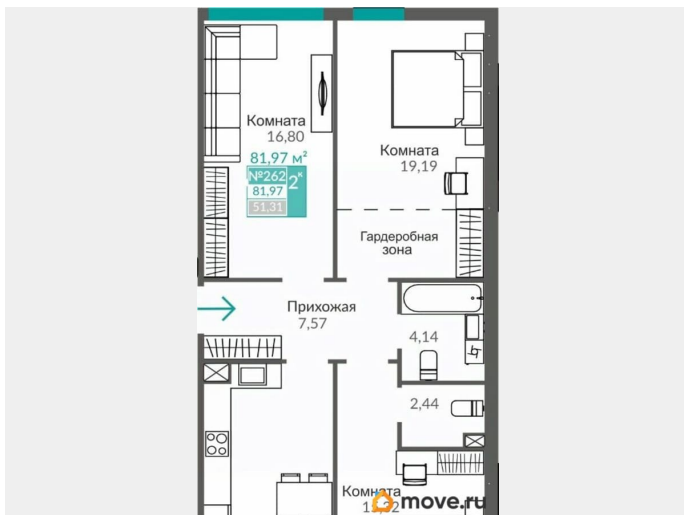 Комната
16,80
81,97 м²
№262
81,97
51,31
2к
Комната
19,19
Гардеробная
зона
Прихожая
7,57
4,14
2,44
Комната
move.ru